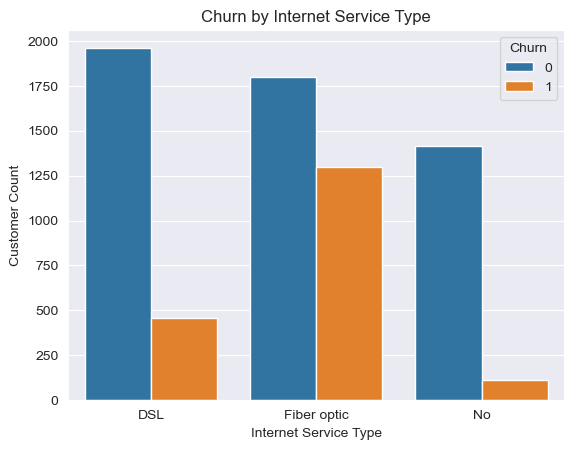 Churn by Internet Service Type
Churn
0
1
Customer Count
2000
1750
1500
1250
1000
750
500
250
0
DSL
Fiber optic
No
Internet Service Type